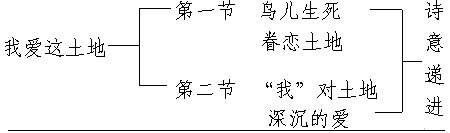 我爱这土地
第一节 鸟儿生死
眷恋土地
第二节 “我”对土地
深沉的爱
诗意递进